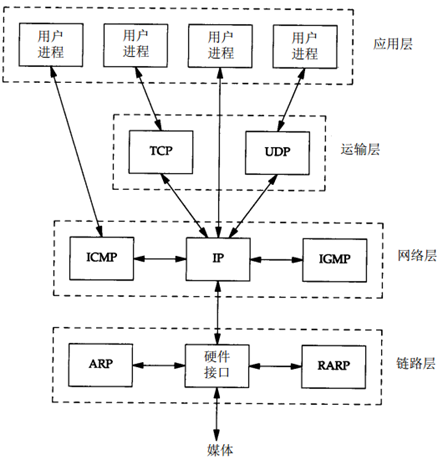 用户 用户 用户 用户
进程 进程 进程 进程
应用层
TCP UDP 运输层
ICMP IP IGMP 网络层
ARP 硬件 RARP 链路层
接口
媒体